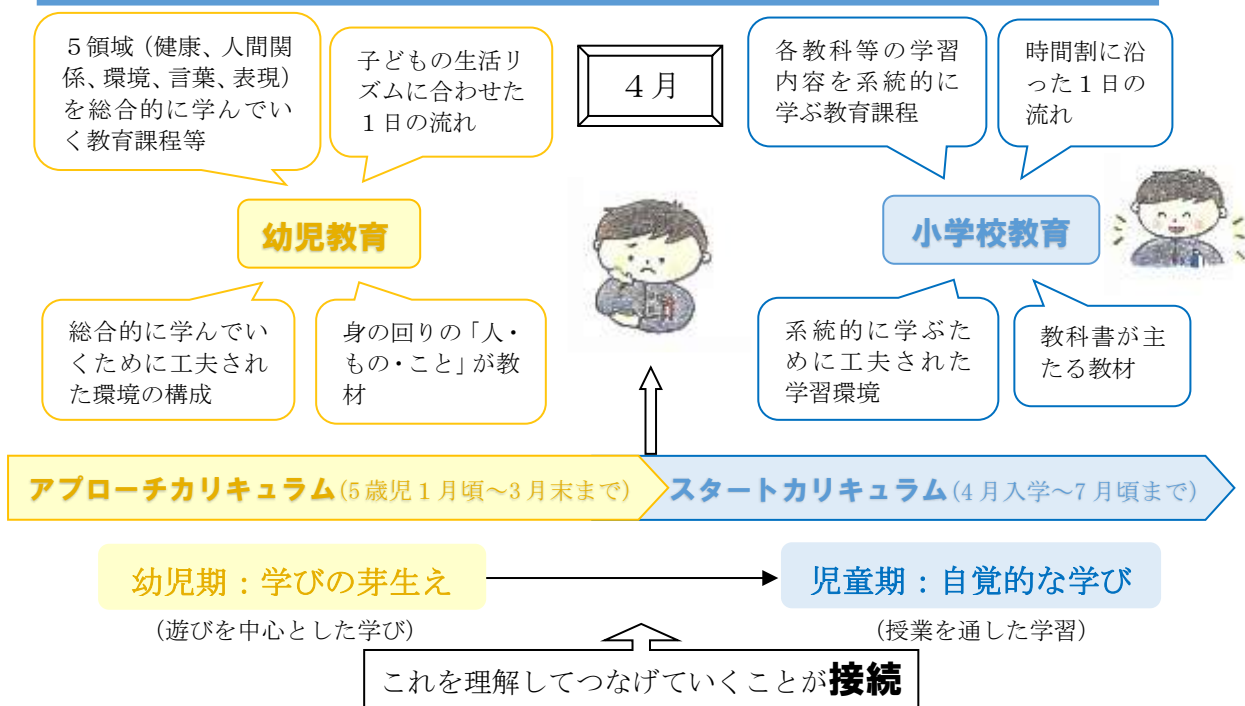 ５領域（健康、人間関
係、環境、言葉、表現）
を総合的に学んでい
く教育課程等
子どもの生活リ
ズムに合わせた
１日の流れ
４月
各教科等の学習
内容を系統的に
学ぶ教育課程
時間割に沿
った１日の
流れ
幼児教育
小学校教育
総合的に学んでい
くために工夫され
た環境の構成
身の回りの「人・
もの・こと」が教
材
系統的に学ぶた
めに工夫された
学習環境
教科書が主
たる教材
アプローチカリキュラム(5歳児１月頃～3月末まで)
スタートカリキュラム(4月入学～7月頃まで)
幼児期：学びの芽生え
児童期：自覚的な学び
（遊びを中心とした学び）
（授業を通した学習）
これを理解してつなげていくことが接続